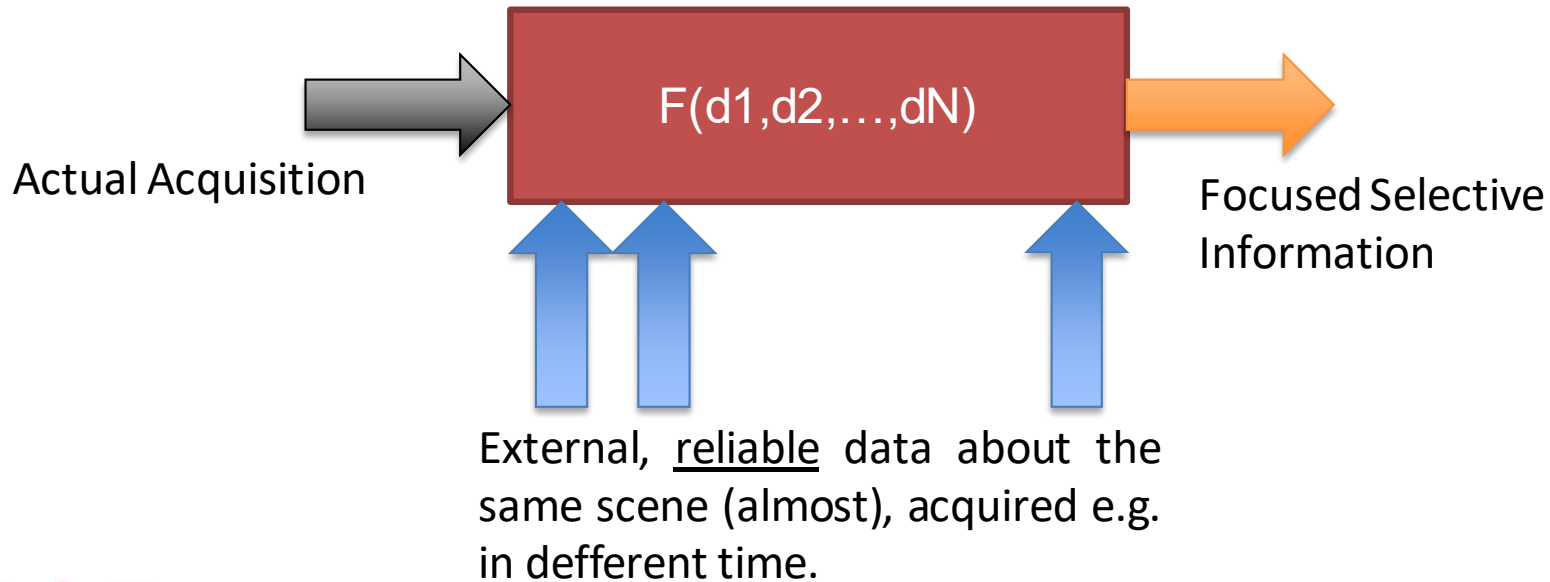 F(d1,d2,…,dN)
Actual Acquisition
Focused Selective
Information
External, reliable data about the
same scene (almost), acquired e.g.
in defferent time.